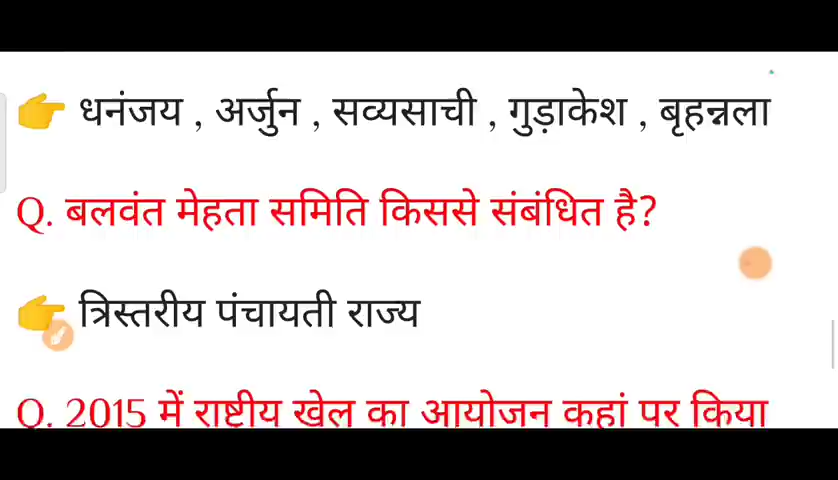 👉 धनंजय , अर्जुन , सव्यसाची , गुड़ाकेश , बृहन्नला
Q. बलवंत मेहता समिति किससे संबंधित है?
👉 त्रिस्तरीय पंचायती राज्य
Q. 2015 में राष्ट्रीय खेल का आयोजन कहां पर किया